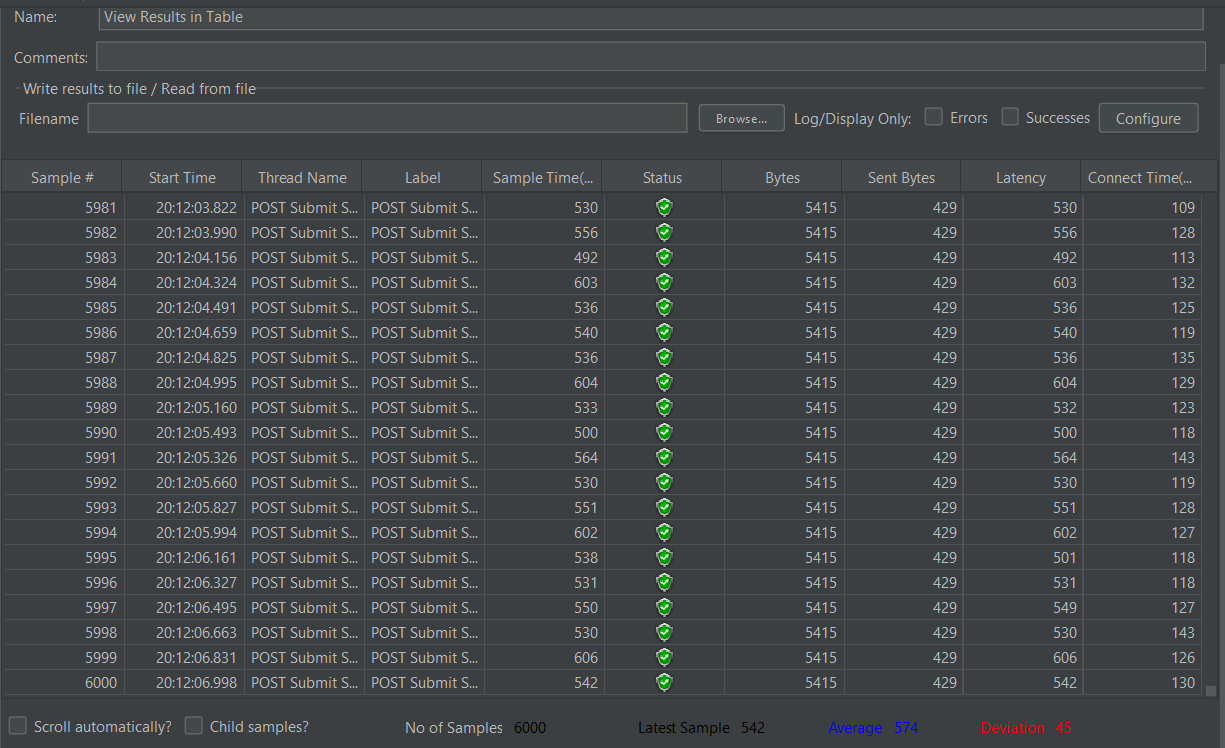 Name: View Results in Table
Comments:
Write results to file / Read from file
Filename Browse... Log/Display Only: Errors Successes Configure
Sample # Start Time Thread Name Label Sample Time(... Status Bytes Sent Bytes Latency Connect Time(...
5981 20:12:03.822 POST Submit S... POST Submit S... 530 5415 429 530 109
5982 20:12:03.990 POST Submit S... POST Submit S... 556 5415 429 556 128
5983 20:12:04.156 POST Submit S... POST Submit S... 492 5415 429 492 113
5984 20:12:04.324 POST Submit S... POST Submit S... 603 5415 429 603 132
5985 20:12:04.491 POST Submit S... POST Submit S... 536 5415 429 536 125
5986 20:12:04.659 POST Submit S... POST Submit S... 540 5415 429 540 119
5987 20:12:04.825 POST Submit S... POST Submit S... 536 5415 429 536 135
5988 20:12:04.995 POST Submit S... POST Submit S... 604 5415 429 604 129
5989 20:12:05.160 POST Submit S... POST Submit S... 533 5415 429 532 123
5990 20:12:05.493 POST Submit S... POST Submit S... 500 5415 429 500 118
5991 20:12:05.326 POST Submit S... POST Submit S... 564 5415 429 564 143
5992 20:12:05.660 POST Submit S... POST Submit S... 530 5415 429 530 119
5993 20:12:05.827 POST Submit S... POST Submit S... 551 5415 429 551 128
5994 20:12:05.994 POST Submit S... POST Submit S... 602 5415 429 602 127
5995 20:12:06.161 POST Submit S... POST Submit S... 538 5415 429 501 118
5996 20:12:06.327 POST Submit S... POST Submit S... 531 5415 429 531 118
5997 20:12:06.495 POST Submit S... POST Submit S... 550 5415 429 549 127
5998 20:12:06.663 POST Submit S... POST Submit S... 530 5415 429 530 143
5999 20:12:06.831 POST Submit S... POST Submit S... 606 5415 429 606 126
6000 20:12:06.998 POST Submit S... POST Submit S... 542 5415 429 542 130
Scroll automatically? Child samples? No of Samples 6000 Latest Sample 542 Average 574 Deviation 45